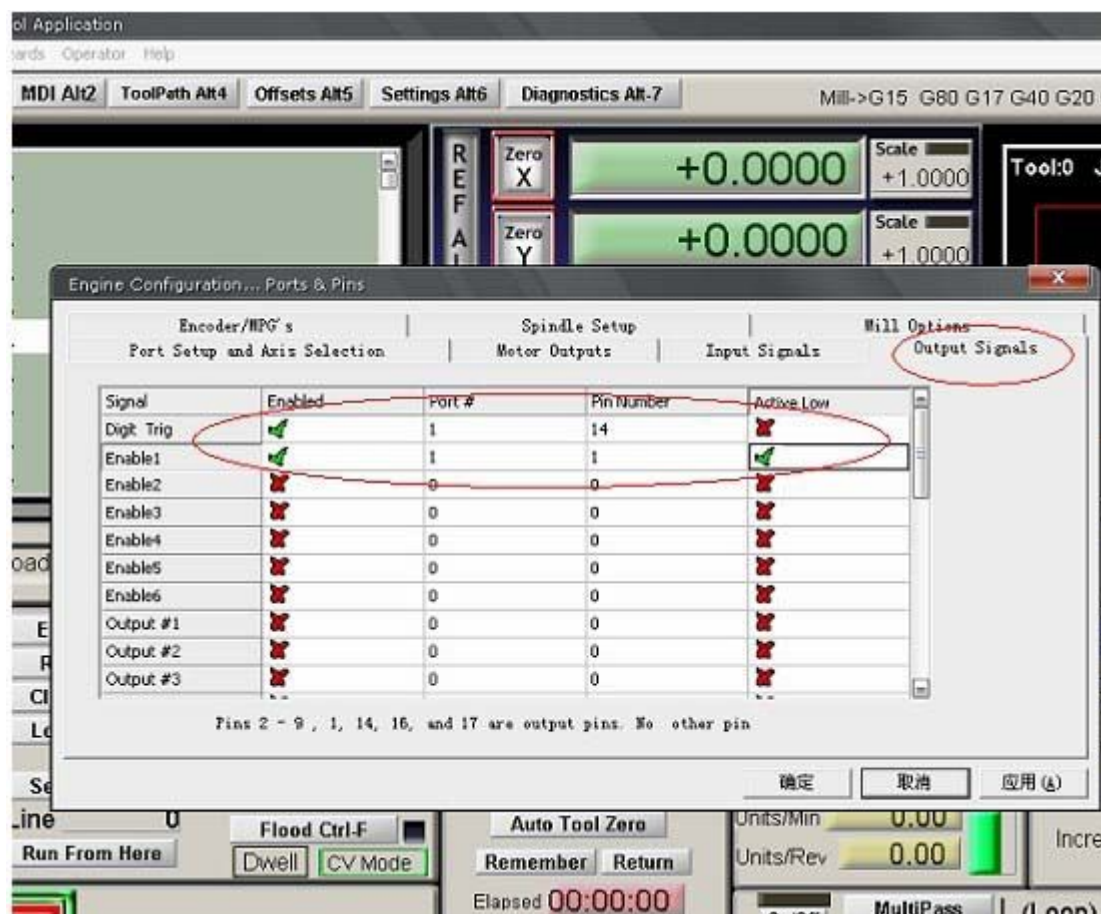 ol Application
Operator Help
MDI Alt2 ToolPath Alt4 Offsets Alt5 Settings Alt6 Diagnostics Alt-7 Mill->G15 G80 G17 G40 G20
REF A
Zero X +0.0000 Scale +1.0000 Tool:0
Zero Y +0.0000 Scale +1.0000
Engine Configuration... Ports & Pins
Encoder/MPG's Spindle Setup Mill Options
Port Setup and Axis Selection Motor Outputs Input Signals Output Signals
Signal Enabled Port # Pin Number Active Low
Digit Trig 1 14
Enable1 1 1
Enable2 0 0
Enable3 0 0
Enable4 0 0
Enable5 0 0
Enable6 0 0
Output #1 0 0
Output #2 0 0
Output #3 0 0
Pins 2 - 9 , 1, 14, 16, and 17 are output pins. No other pin
确定 取消 应用(A)
Line 0 Flood Ctrl-F Auto Tool Zero Units/Min 0.00
Run From Here Dwell CV Mode Remember Return Units/Rev 0.00 Incre
Elapsed 00:00:00 MultiPass (Loop)